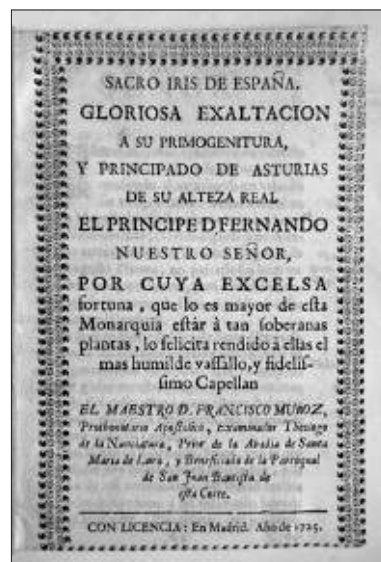 SACRO IRIS DE ESPAÑA.
GLORIOSA EXALTACION
A SU PRIMOGENITURA,
Y PRINCIPADO DE ASTURIAS
DE SU ALTEZA REAL
EL PRINCIPE D, FERNANDO
NUESTRO SEÑOR,
POR CUYA EXCELSA
fortuna, que lo es mayor de eſta
Monarquia eſtàr à tan ſoberanas
plantas, lo felicita rendido à ellas el
mas humilde vaſſallo, y fideliſ-
ſimo Capellan
EL MAESTRO D. FRANCISCO MUñOZ,
Prothonotario Apoſtolico, Examinador Theologo
de la Nunciatura, Prior de la Abadia de Santa
Maria de Lara, y Beneficiado de la Parroquial
de San Juan Bautiſta de
eſta Corte.
CON LICENCIA: En Madrid. Año de 1725.